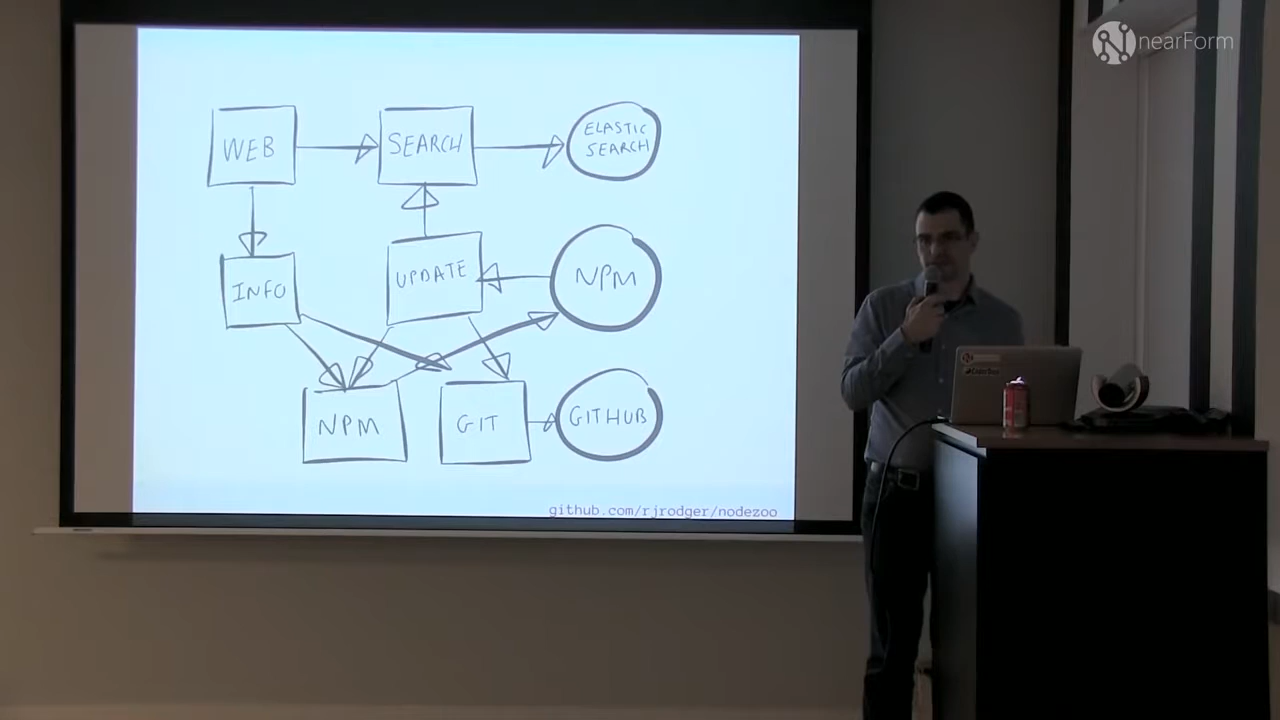 nearForm
WEB
SEARCH
ELASTIC
SEARCH
INFO
UPDATE
NPM
NPM
GIT
GITHUB
github.com/rjrodger/nodezoo